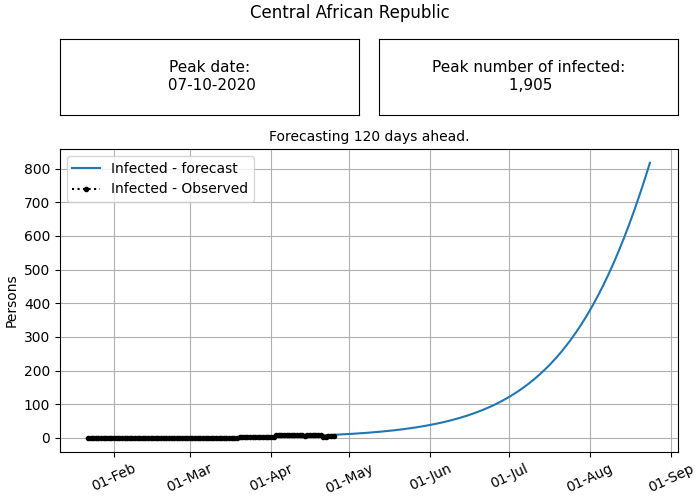 Central African Republic
Peak date:
07-10-2020
Peak number of infected:
1,905
Forecasting 120 days ahead.
Infected - forecast
Infected - Observed
Persons
800
700
600
500
400
300
200
100
0
01-Feb
01-Mar
01-Apr
01-May
01-Jun
01-Jul
01-Aug
01-Sep